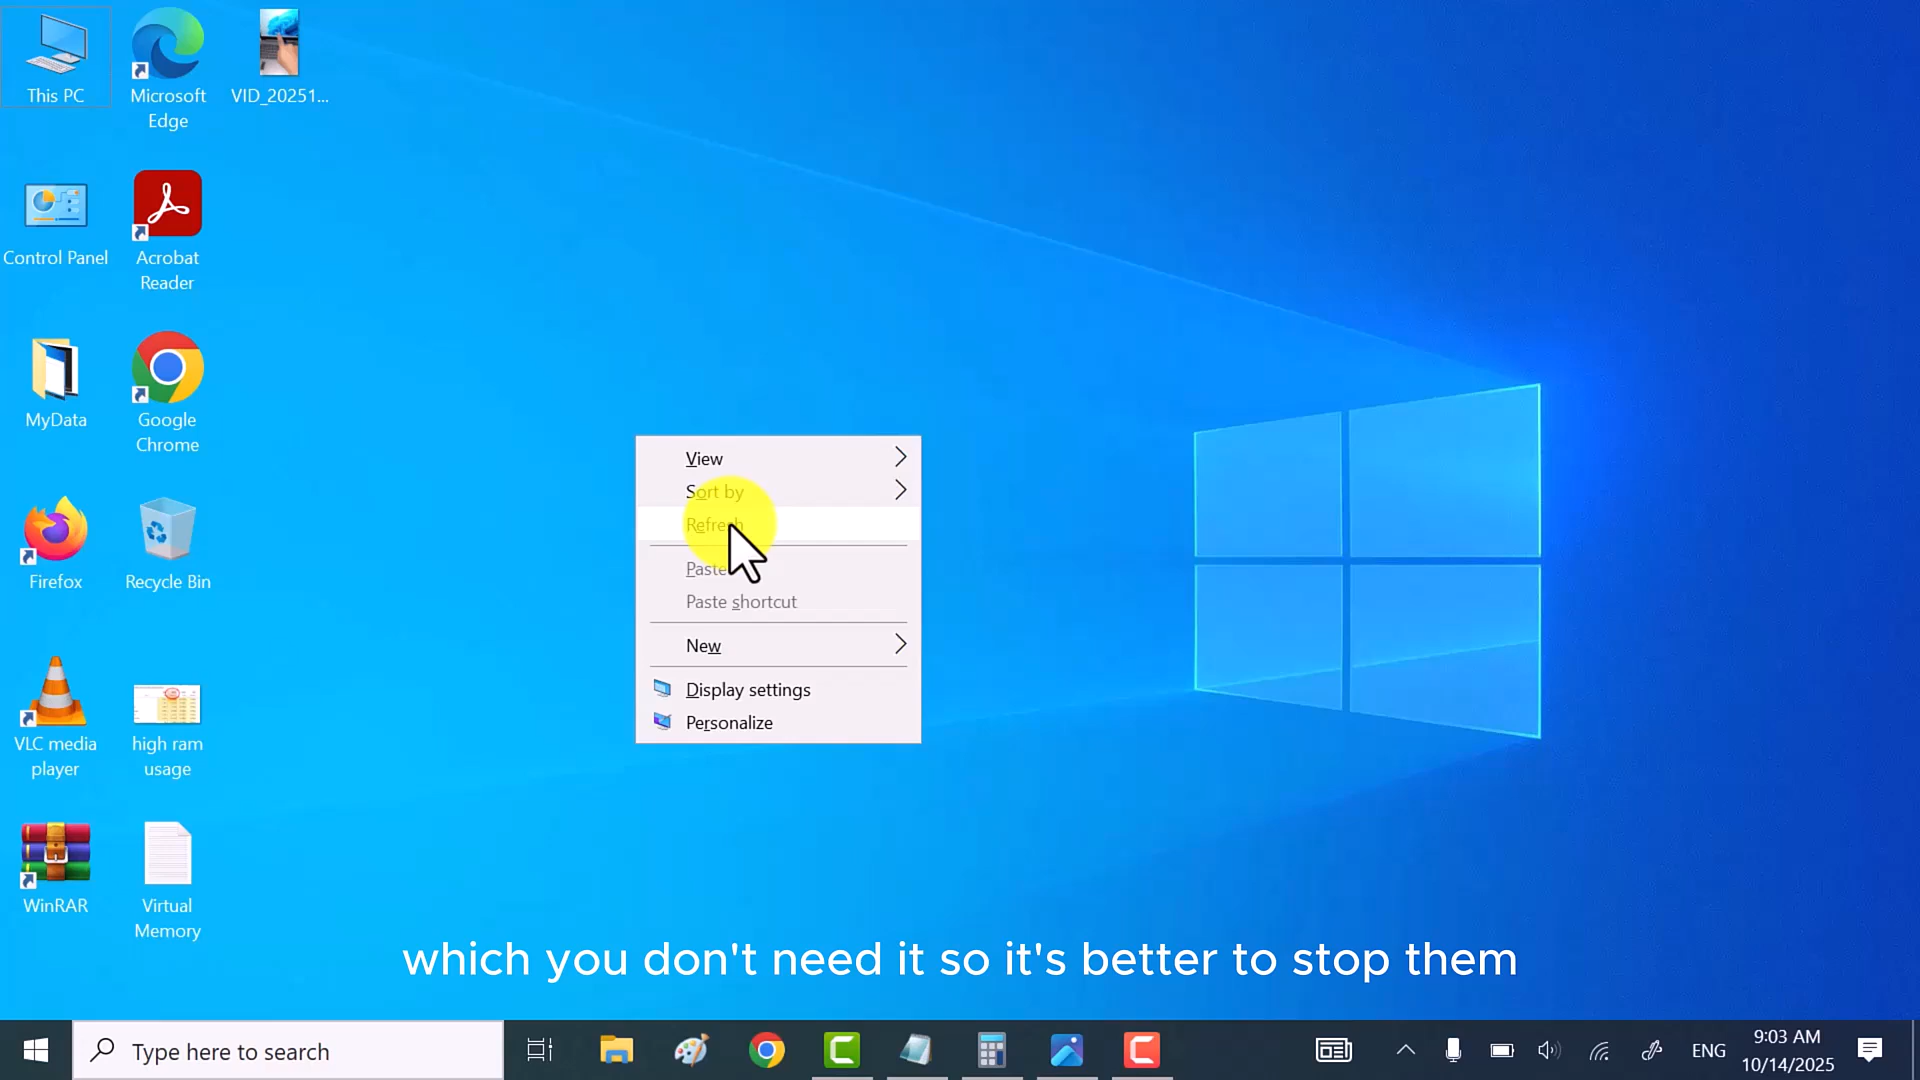 This PC
Microsoft
Edge
VID_20251...
Control Panel
Acrobat
Reader
MyData
Google
Chrome
Firefox
Recycle Bin
VLC media
player
high ram
usage
WinRAR
Virtual
Memory
View
Sort by
Refresh
Paste
Paste shortcut
New
Display settings
Personalize
which you don't need it so it's better to stop them
Type here to search
ENG
9:03 AM
10/14/2025